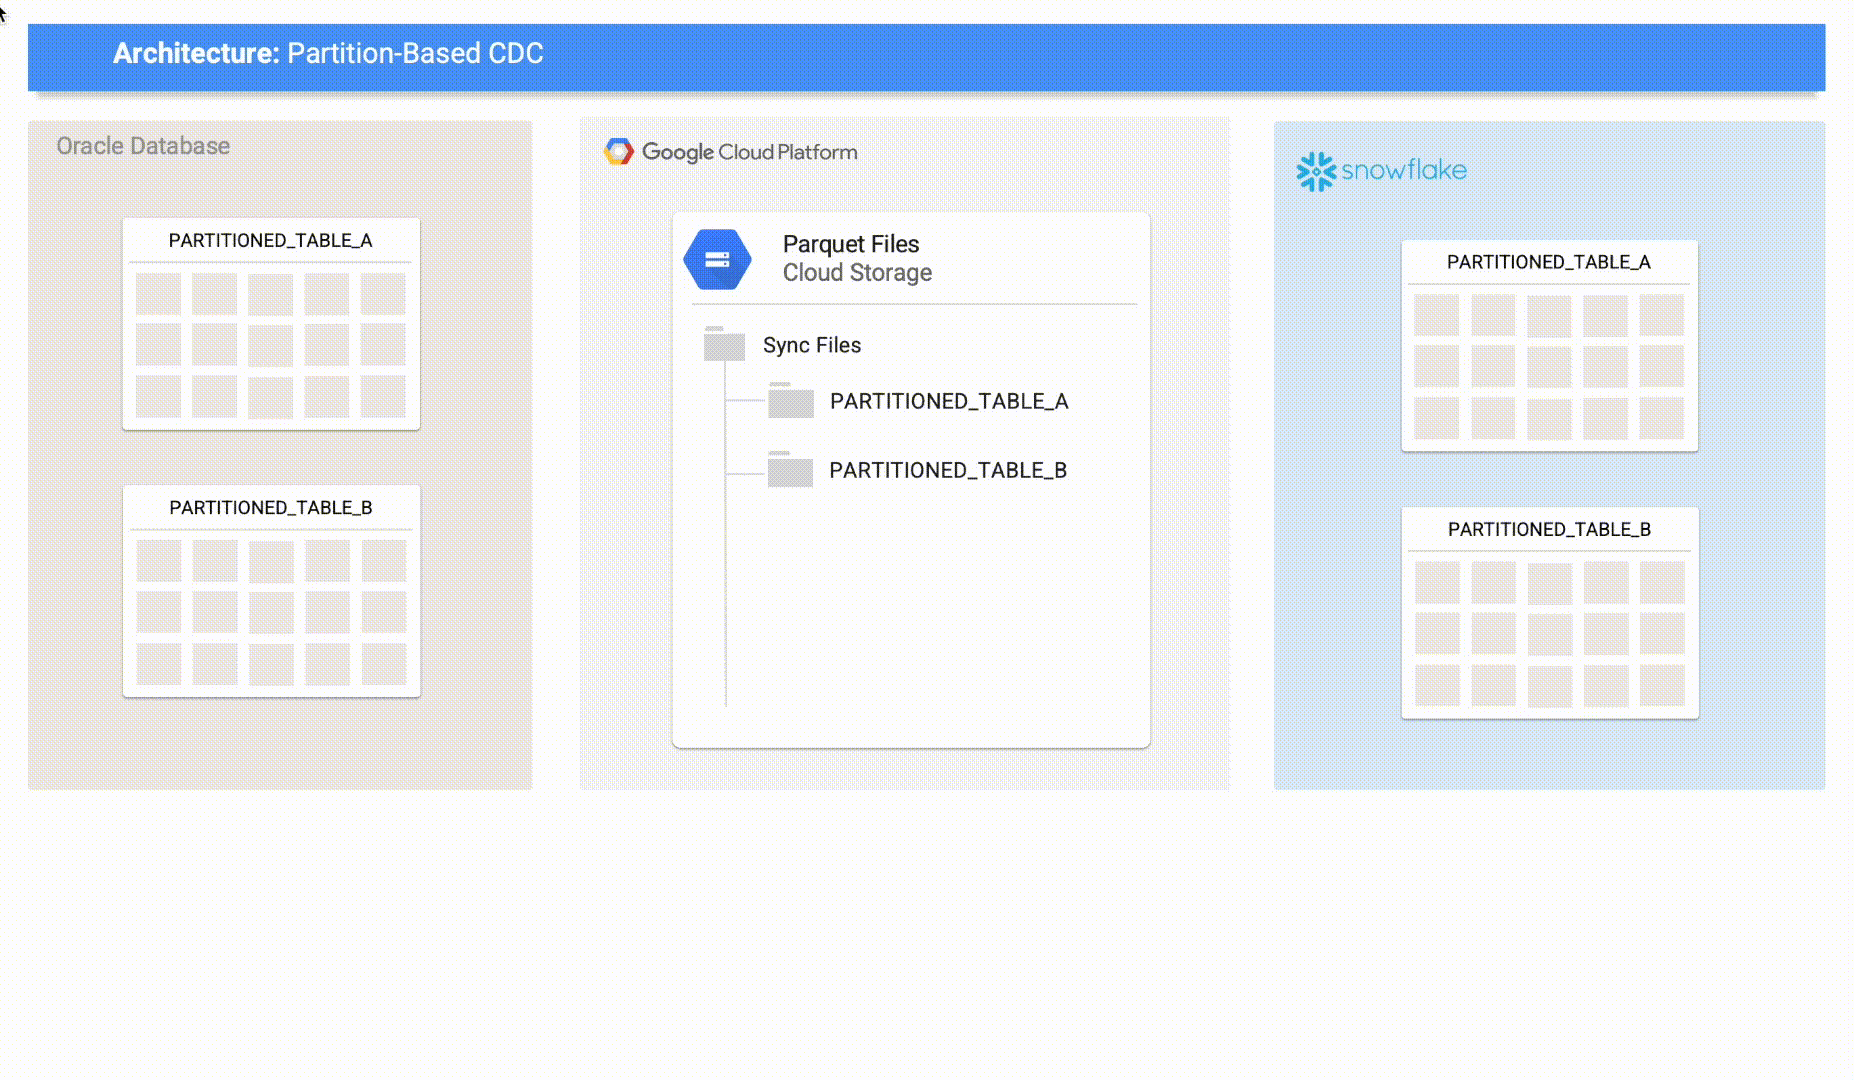 Architecture: Partition-Based CDC
Oracle Database
PARTITIONED_TABLE_A
PARTITIONED_TABLE_B
Google Cloud Platform
Parquet Files
Cloud Storage
Sync Files
PARTITIONED_TABLE_A
PARTITIONED_TABLE_B
snowflake
PARTITIONED_TABLE_A
PARTITIONED_TABLE_B